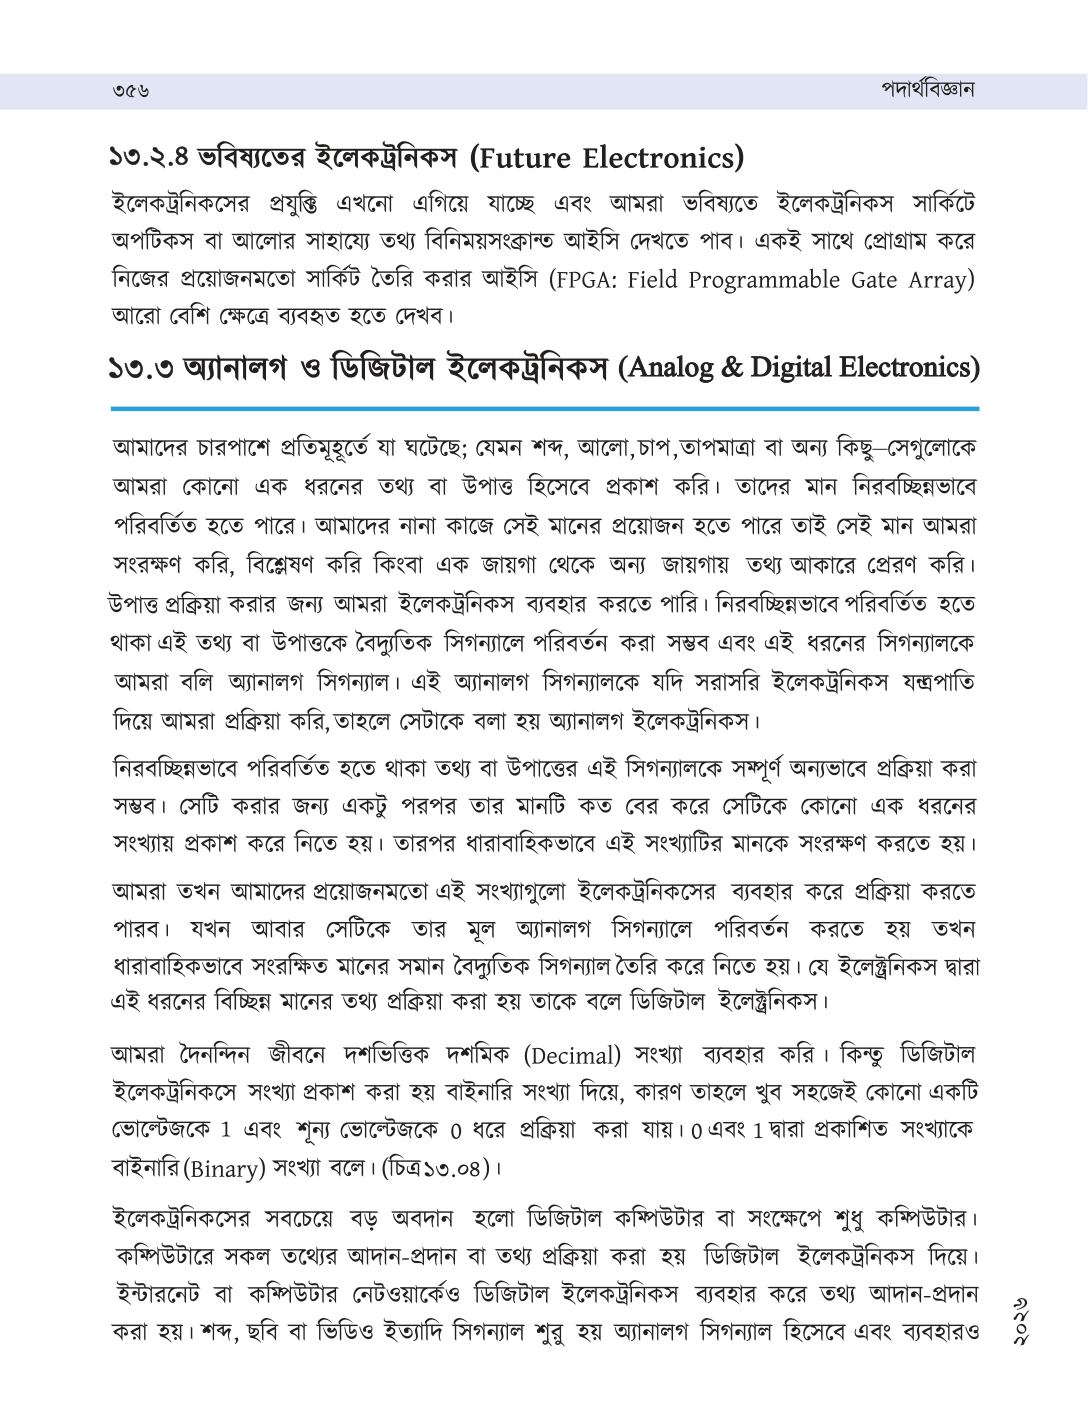 ৩৫৬
পদার্থবিজ্ঞান
১৩.২.৪ ভবিষ্যতের ইলেকট্রনিকস (Future Electronics)
ইলেকট্রনিকসের প্রযুক্তি এখনো এগিয়ে যাচ্ছে এবং আমরা ভবিষ্যতে ইলেকট্রনিকস সার্কিটে
অপটিকস বা আলোর সাহায্যে তথ্য বিনিময়সংক্রান্ত আইসি দেখতে পাব। একই সাথে প্রোগ্রাম করে
নিজের প্রয়োজনমতো সার্কিট তৈরি করার আইসি (FPGA: Field Programmable Gate Array)
আরো বেশি ক্ষেত্রে ব্যবহৃত হতে দেখব।
১৩.৩ অ্যানালগ ও ডিজিটাল ইলেকট্রনিকস (Analog & Digital Electronics)
আমাদের চারপাশে প্রতিমূহূর্তে যা ঘটেছে; যেমন শব্দ, আলো,চাপ,তাপমাত্রা বা অন্য কিছু—সেগুলোকে
আমরা কোনো এক ধরনের তথ্য বা উপাত্ত হিসেবে প্রকাশ করি। তাদের মান নিরবচ্ছিন্নভাবে
পরিবর্তিত হতে পারে। আমাদের নানা কাজে সেই মানের প্রয়োজন হতে পারে তাই সেই মান আমরা
সংরক্ষণ করি, বিশ্লেষণ করি কিংবা এক জায়গা থেকে অন্য জায়গায় তথ্য আকারে প্রেরণ করি।
উপাত্ত প্রক্রিয়া করার জন্য আমরা ইলেকট্রনিকস ব্যবহার করতে পারি। নিরবচ্ছিন্নভাবে পরিবর্তিত হতে
থাকা এই তথ্য বা উপাত্তকে বৈদ্যুতিক সিগন্যালে পরিবর্তন করা সম্ভব এবং এই ধরনের সিগন্যালকে
আমরা বলি অ্যানালগ সিগন্যাল। এই অ্যানালগ সিগন্যালকে যদি সরাসরি ইলেকট্রনিকস যন্ত্রপাতি
দিয়ে আমরা প্রক্রিয়া করি,তাহলে সেটাকে বলা হয় অ্যানালগ ইলেকট্রনিকস।
নিরবচ্ছিন্নভাবে পরিবর্তিত হতে থাকা তথ্য বা উপাত্তের এই সিগন্যালকে সম্পূর্ণ অন্যভাবে প্রক্রিয়া করা
সম্ভব। সেটি করার জন্য একটু পরপর তার মানটি কত বের করে সেটিকে কোনো এক ধরনের
সংখ্যায় প্রকাশ করে নিতে হয়। তারপর ধারাবাহিকভাবে এই সংখ্যাটির মানকে সংরক্ষণ করতে হয়।
আমরা তখন আমাদের প্রয়োজনমতো এই সংখ্যাগুলো ইলেকট্রনিকসের ব্যবহার করে প্রক্রিয়া করতে
পারব। যখন আবার সেটিকে তার মূল অ্যানালগ সিগন্যালে পরিবর্তন করতে হয় তখন
ধারাবাহিকভাবে সংরক্ষিত মানের সমান বৈদ্যুতিক সিগন্যাল তৈরি করে নিতে হয়। যে ইলেক্ট্রনিকস দ্বারা
এই ধরনের বিচ্ছিন্ন মানের তথ্য প্রক্রিয়া করা হয় তাকে বলে ডিজিটাল ইলেক্ট্রনিকস।
আমরা দৈনন্দিন জীবনে দশভিত্তিক দশমিক (Decimal) সংখ্যা ব্যবহার করি। কিন্তু ডিজিটাল
ইলেকট্রনিকসে সংখ্যা প্রকাশ করা হয় বাইনারি সংখ্যা দিয়ে, কারণ তাহলে খুব সহজেই কোনো একটি
ভোল্টেজকে 1 এবং শূন্য ভোল্টেজকে 0 ধরে প্রক্রিয়া করা যায়। 0 এবং 1 দ্বারা প্রকাশিত সংখ্যাকে
বাইনারি (Binary) সংখ্যা বলে। (চিত্র ১৩.০৪)।
ইলেকট্রনিকসের সবচেয়ে বড় অবদান হলো ডিজিটাল কম্পিউটার বা সংক্ষেপে শুধু কম্পিউটার।
কম্পিউটারে সকল তথ্যের আদান-প্রদান বা তথ্য প্রক্রিয়া করা হয় ডিজিটাল ইলেকট্রনিকস দিয়ে।
ইন্টারনেট বা কম্পিউটার নেটওয়ার্কেও ডিজিটাল ইলেকট্রনিকস ব্যবহার করে তথ্য আদান-প্রদান
করা হয়। শব্দ, ছবি বা ভিডিও ইত্যাদি সিগন্যাল শুরু হয় অ্যানালগ সিগন্যাল হিসেবে এবং ব্যবহারও
২০২৬